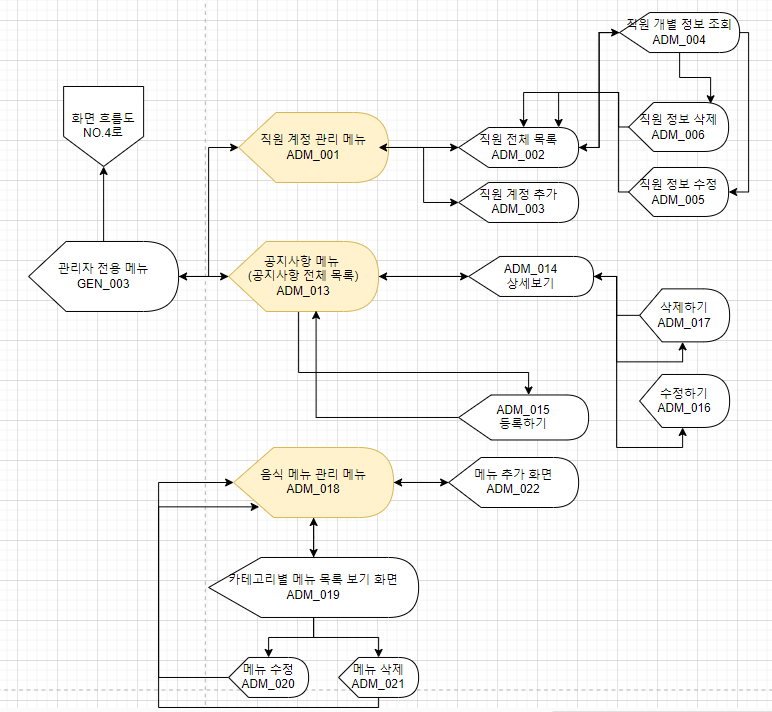 직원 개별 정보 조회
ADM_004
화면 흐름도
NO.4로
직원 계정 관리 메뉴
ADM_001
직원 전체 목록
ADM_002
직원 정보 삭제
ADM_006
직원 계정 추가
ADM_003
직원 정보 수정
ADM_005
관리자 전용 메뉴
GEN_003
공지사항 메뉴
(공지사항 전체 목록)
ADM_013
ADM_014
상세보기
삭제하기
ADM_017
수정하기
ADM_016
ADM_015
등록하기
음식 메뉴 관리 메뉴
ADM_018
메뉴 추가 화면
ADM_022
카테고리별 메뉴 목록 보기 화면
ADM_019
메뉴 수정
ADM_020
메뉴 삭제
ADM_021